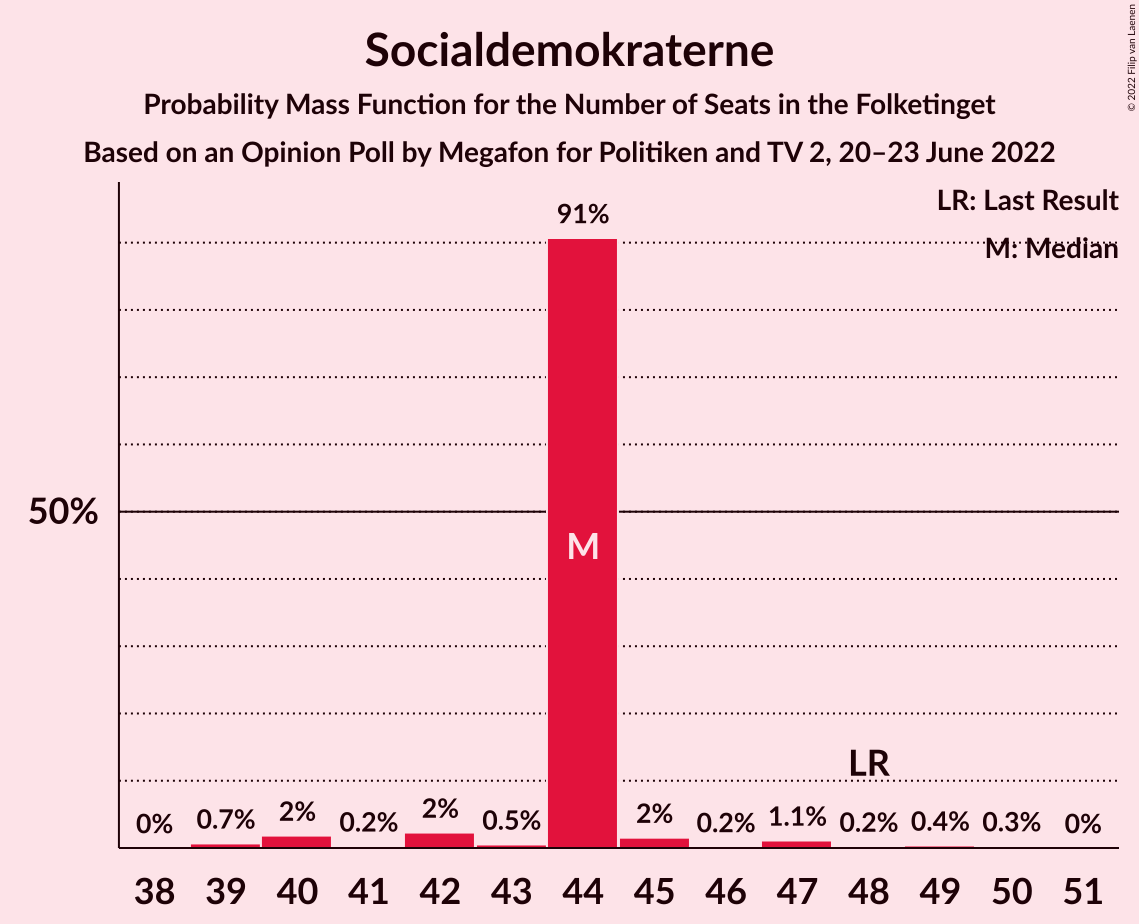 Socialdemokraterne
Probability Mass Function for the Number of Seats in the Folketinget
Based on an Opinion Poll by Megafon for Politiken and TV 2, 20–23 June 2022
© 2022 Filip van Laenen
LR: Last Result
M: Median
91%
50%
M
LR
0% 0.7% 2% 0.2% 2% 0.5% 2% 0.2% 1.1% 0.2% 0.4% 0.3% 0%
38 39 40 41 42 43 44 45 46 47 48 49 50 51